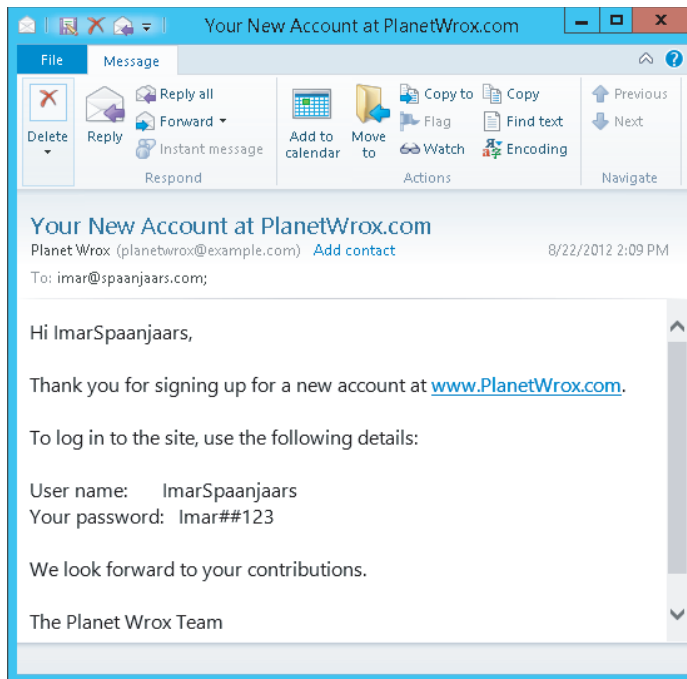 Your New Account at PlanetWrox.com
File Message
Delete
Reply
Reply all
Forward
Instant message
Respond
Add to calendar
Move to
Copy to
Flag
Watch
Copy
Find text
Encoding
Actions
Previous
Next
Navigate
Your New Account at PlanetWrox.com
Planet Wrox (planetwrox@example.com) Add contact 8/22/2012 2:09 PM
To: imar@spaanjaars.com;
Hi ImarSpaanjaars,
Thank you for signing up for a new account at www.PlanetWrox.com.
To log in to the site, use the following details:
User name: ImarSpaanjaars
Your password: Imar##123
We look forward to your contributions.
The Planet Wrox Team